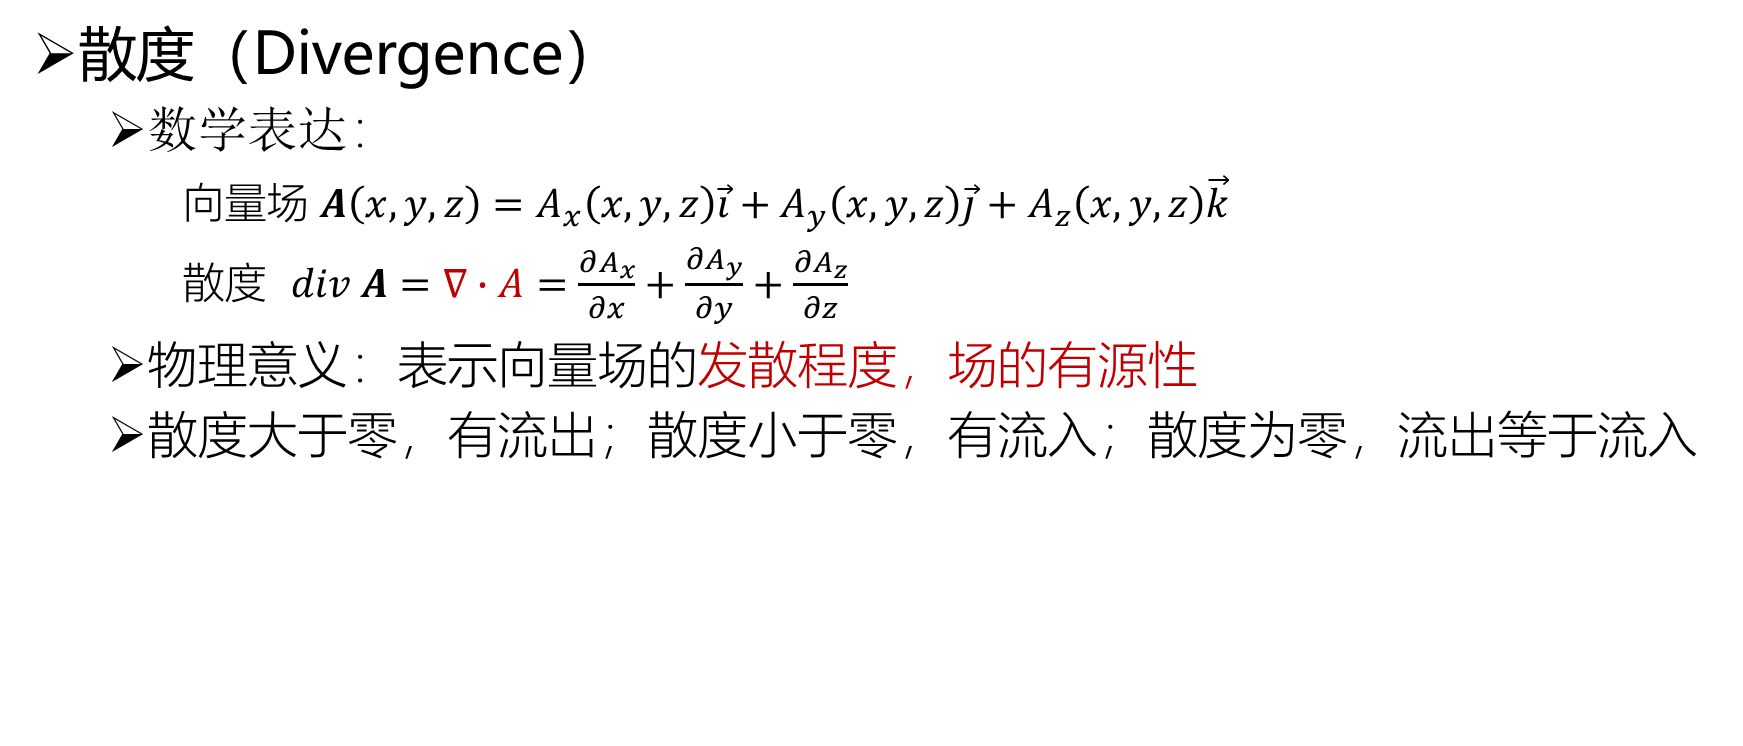 ➢散度（Divergence）
➢数学表达：
向量场 𝑨(𝑥, 𝑦, 𝑧) = 𝐴ₓ(𝑥, 𝑦, 𝑧)𝑖⃗ + 𝐴_𝑦(𝑥, 𝑦, 𝑧)𝑗⃗ + 𝐴_𝑧(𝑥, 𝑦, 𝑧)𝑘⃗
散度 𝑑𝑖𝑣 𝑨 = ∇ · 𝐴 = ∂𝐴ₓ/∂𝑥 + ∂𝐴_𝑦/∂𝑦 + ∂𝐴_𝑧/∂𝑧
➢物理意义：表示向量场的发散程度，场的有源性
➢散度大于零，有流出；散度小于零，有流入；散度为零，流出等于流入